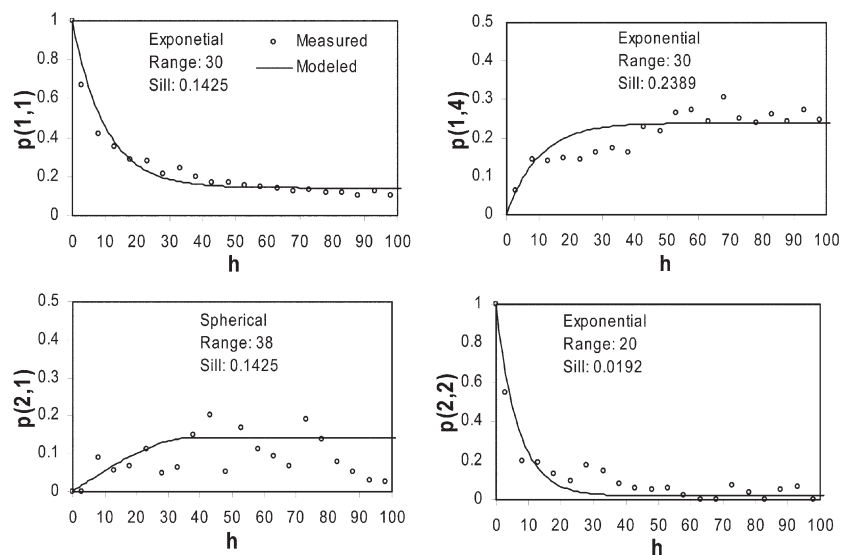 Exponetial
Range: 30
Sill: 0.1425
Measured
Modeled
p(1,1)
1
0.8
0.6
0.4
0.2
0
0 10 20 30 40 50 60 70 80 90 100
h
Exponential
Range: 30
Sill: 0.2389
p(1,4)
0.5
0.4
0.3
0.2
0.1
0
0 10 20 30 40 50 60 70 80 90 100
h
Spherical
Range: 38
Sill: 0.1425
p(2,1)
0.5
0.4
0.3
0.2
0.1
0
0 10 20 30 40 50 60 70 80 90 100
h
Exponential
Range: 20
Sill: 0.0192
p(2,2)
1
0.8
0.6
0.4
0.2
0
0 10 20 30 40 50 60 70 80 90 100
h